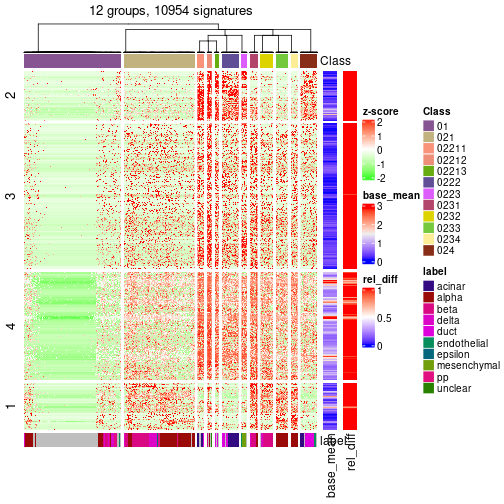 12 groups, 10954 signatures
Class
2
3
4
1
label
base_mean
rel_diff
z-score
2
1
0
-1
-2
base_mean
3
2
1
0
rel_diff
1
0.5
0
Class
01
021
02211
02212
02213
0222
0223
0231
0232
0233
0234
024
label
acinar
alpha
beta
delta
duct
endothelial
epsilon
mesenchymal
pp
unclear